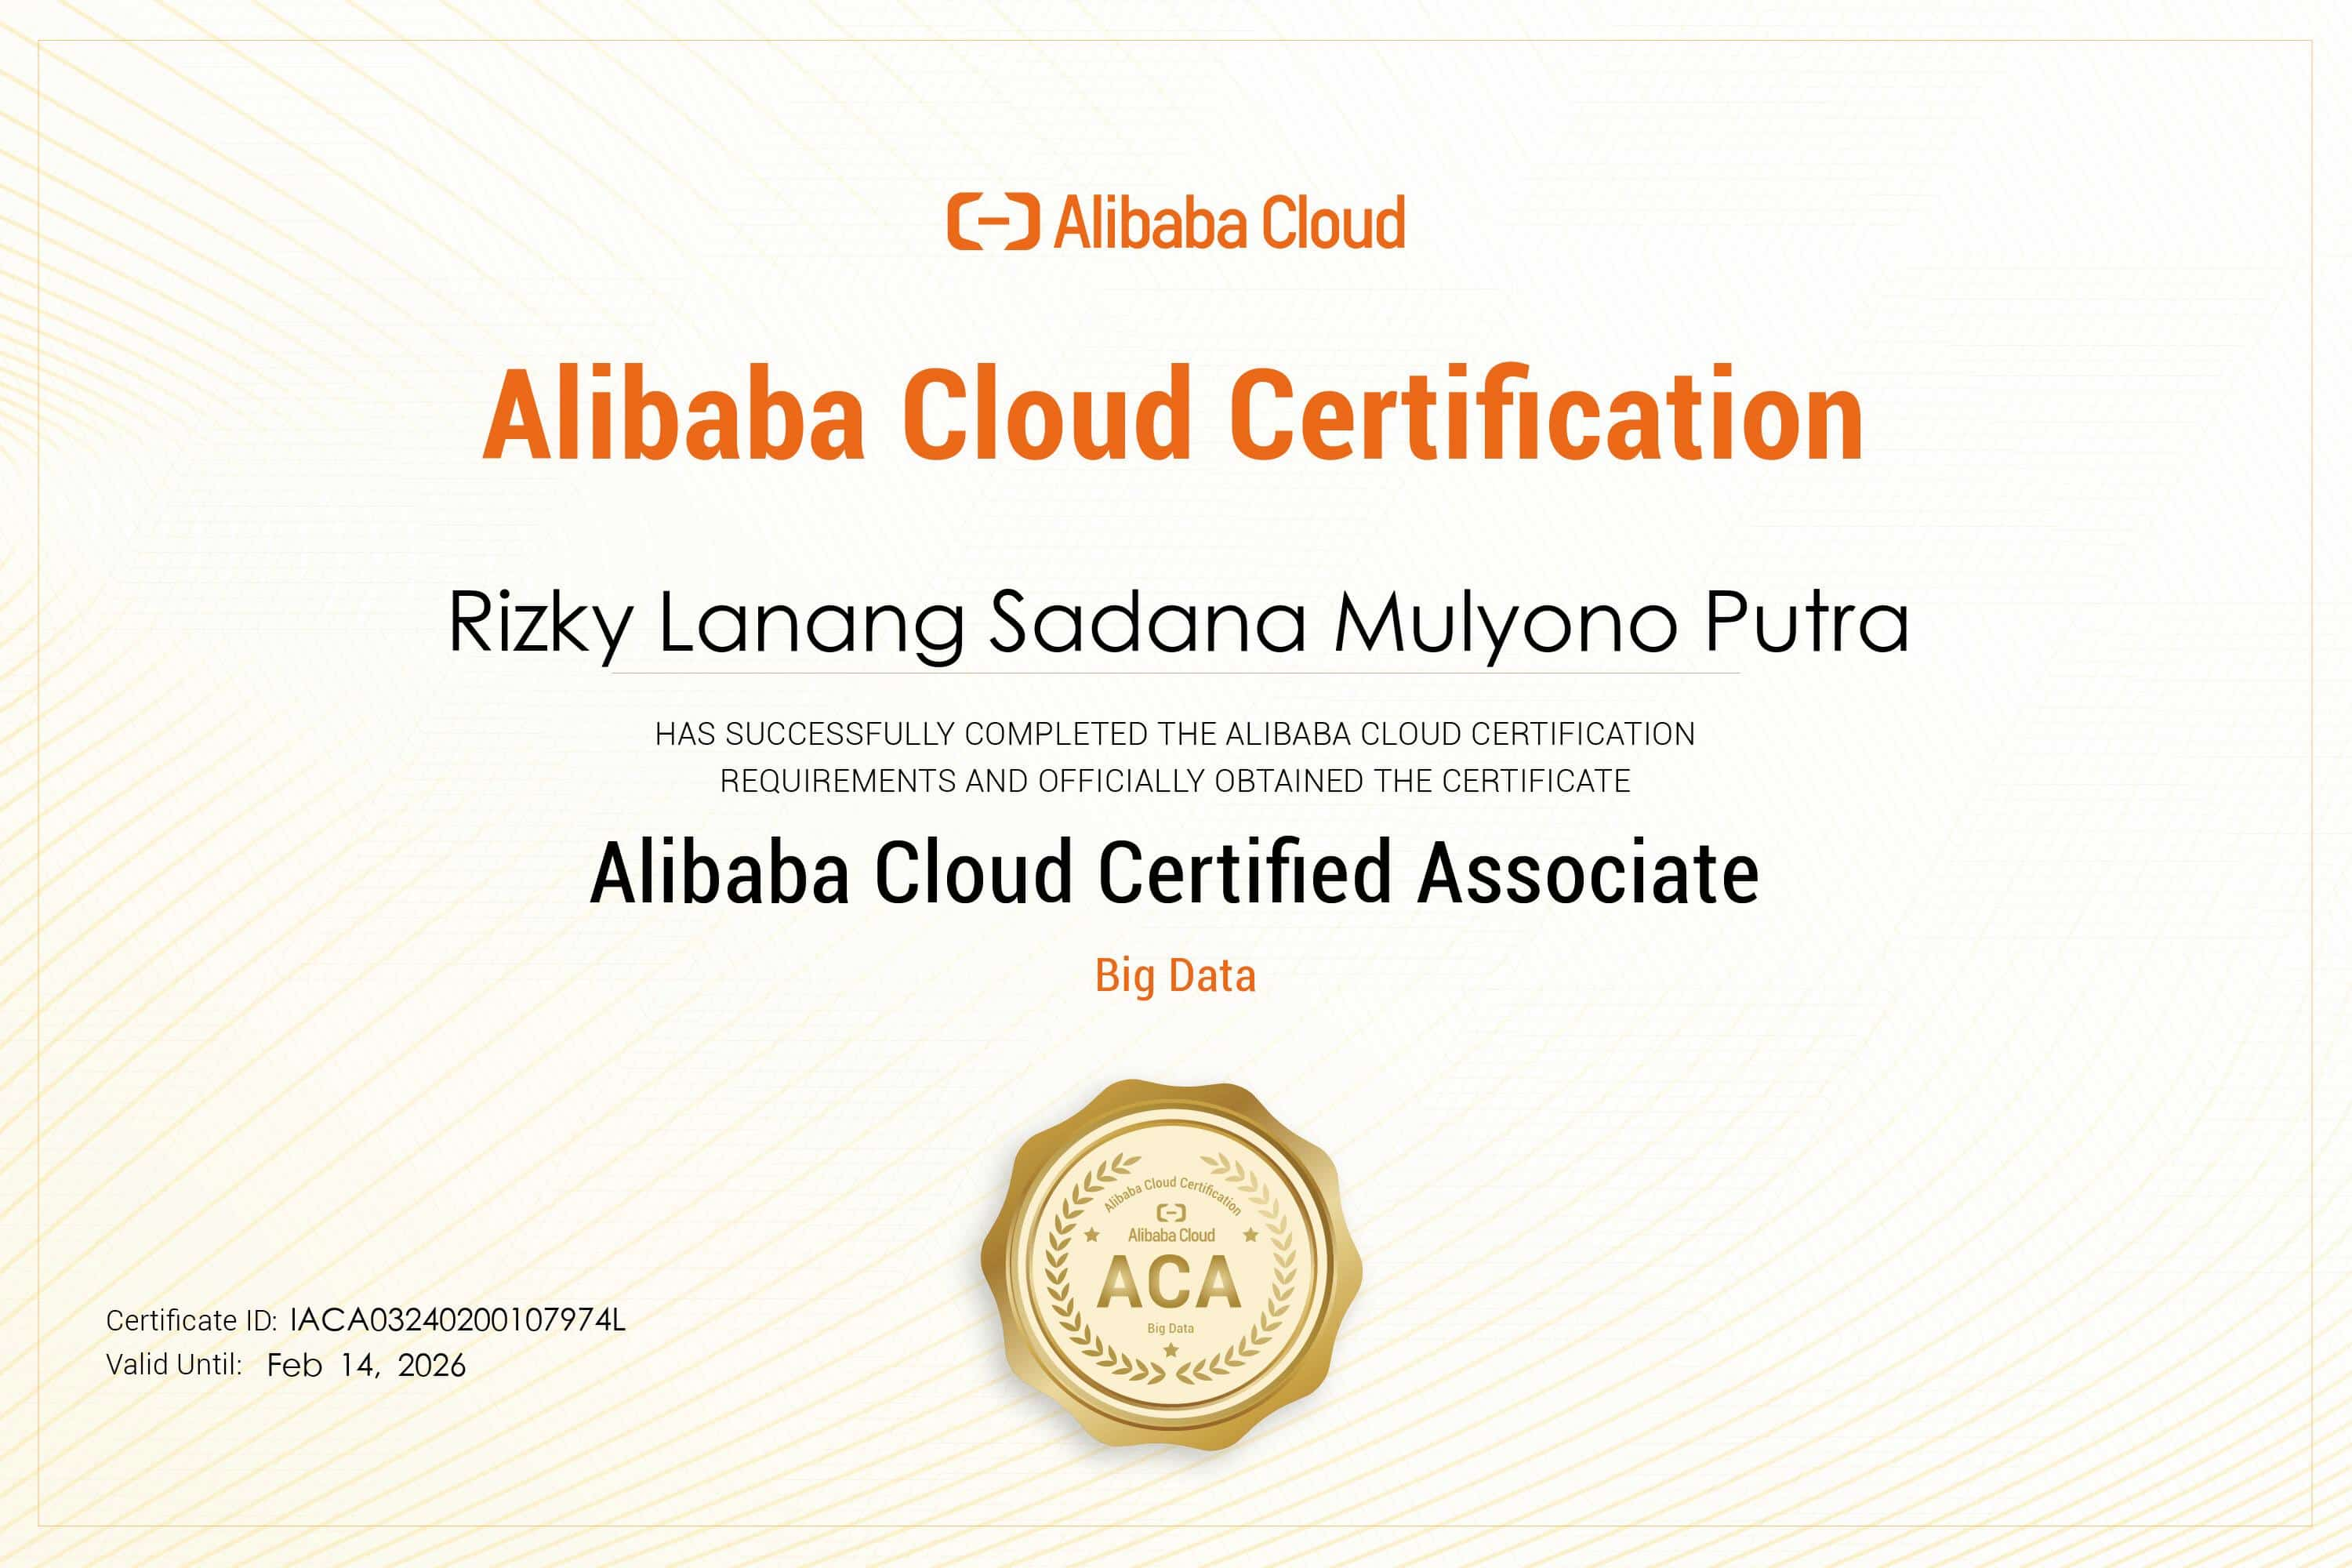 Alibaba Cloud
Alibaba Cloud Certification
Rizky Lanang Sadana Mulyono Putra
HAS SUCCESSFULLY COMPLETED THE ALIBABA CLOUD CERTIFICATION
REQUIREMENTS AND OFFICIALLY OBTAINED THE CERTIFICATE
Alibaba Cloud Certified Associate
Big Data
Alibaba Cloud Certification
Alibaba Cloud
ACA
Big Data
Certificate ID: IACA03240200107974L
Valid Until: Feb 14, 2026